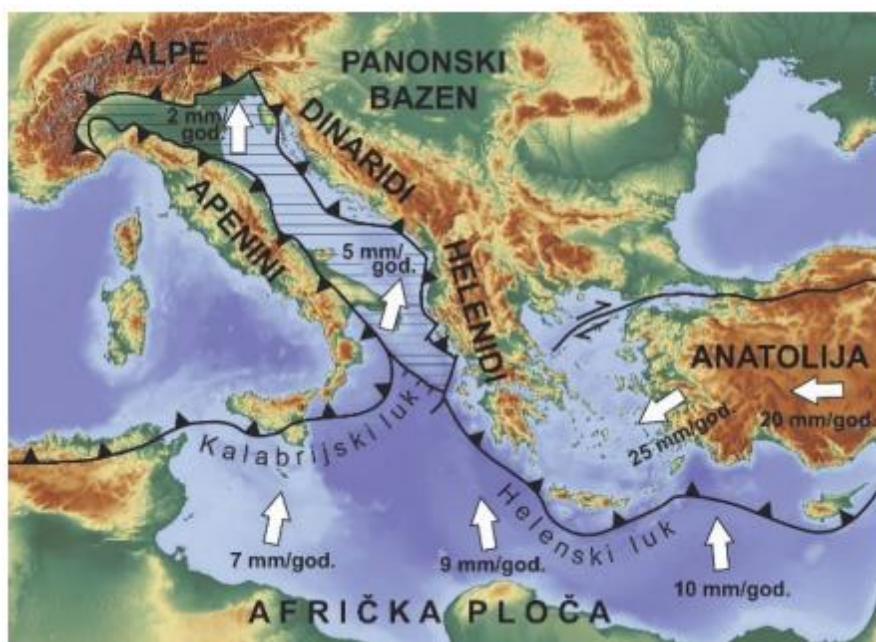 ALPE
PANONSKI
BAZEN
2 mm/
god.
DINARIDI
APENINI
5 mm/
god.
HELENIDI
ANATOLIJA
20 mm/god.
25 mm/god.
Kalabrijski luk
Helenski luk
7 mm/god.
9 mm/god.
10 mm/god.
AFRIČKA PLOČA